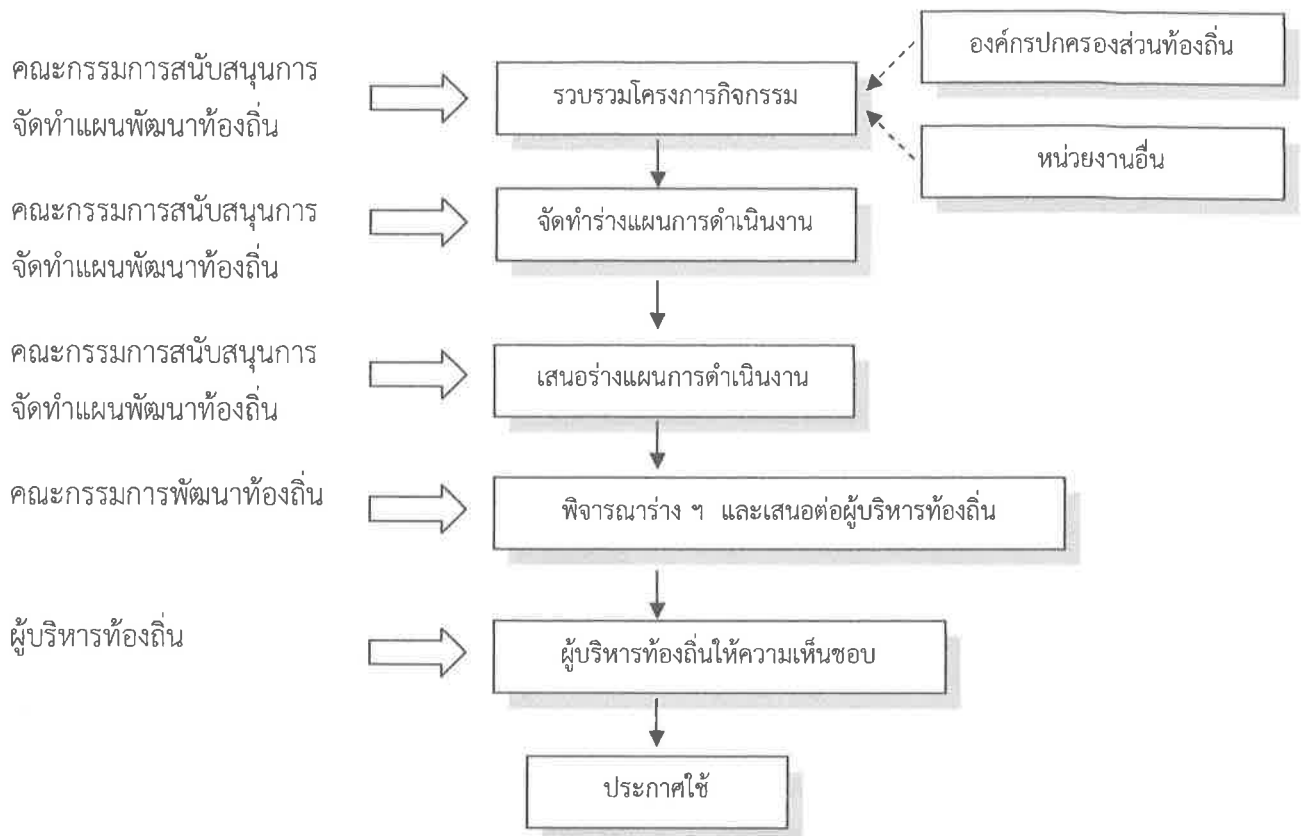 องค์กรปกครองส่วนท้องถิ่น
คณะกรรมการสนับสนุนการ
จัดทำแผนพัฒนาท้องถิ่น
รวบรวมโครงการกิจกรรม
หน่วยงานอื่น
คณะกรรมการสนับสนุนการ
จัดทำแผนพัฒนาท้องถิ่น
จัดทำร่างแผนการดำเนินงาน
คณะกรรมการสนับสนุนการ
จัดทำแผนพัฒนาท้องถิ่น
เสนอร่างแผนการดำเนินงาน
คณะกรรมการพัฒนาท้องถิ่น
พิจารณาร่าง ฯ และเสนอต่อผู้บริหารท้องถิ่น
ผู้บริหารท้องถิ่น
ผู้บริหารท้องถิ่นให้ความเห็นชอบ
ประกาศใช้